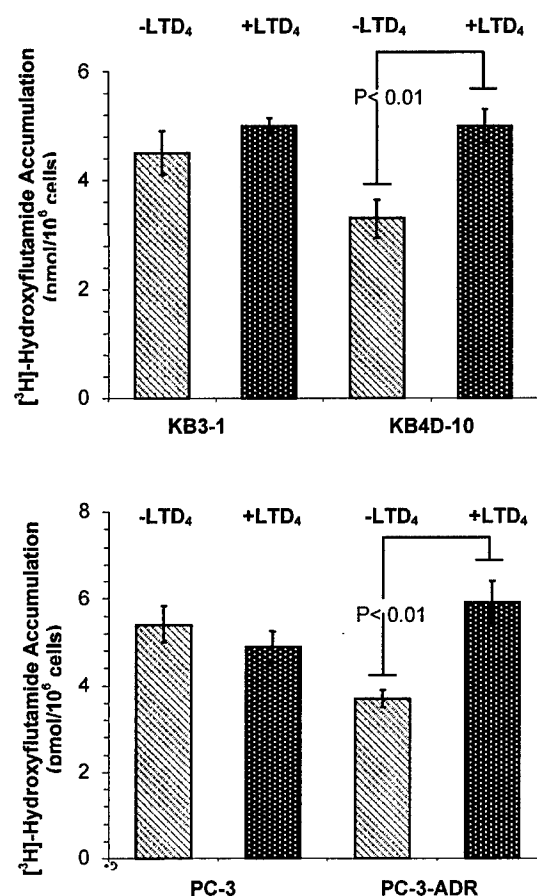 -LTD₄ +LTD₄ -LTD₄ +LTD₄
[³H]-Hydroxyflutamide Accumulation
(pmol/10⁶ cells)
6
4
2
0
P< 0.01
KB3-1 KB4D-10
-LTD₄ +LTD₄ -LTD₄ +LTD₄
[³H]-Hydroxyflutamide Accumulation
(pmol/10⁶ cells)
8
6
4
2
0
P< 0.01
PC-3 PC-3-ADR